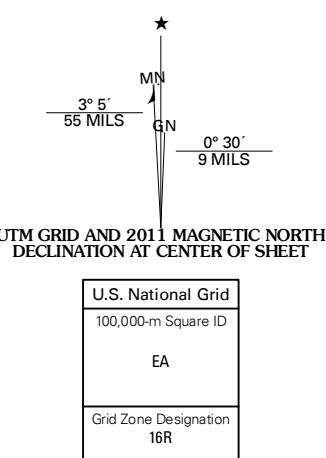 ★
MN
3° 5´
55 MILS
GN
0° 30´
9 MILS
UTM GRID AND 2011 MAGNETIC NORTH
DECLINATION AT CENTER OF SHEET
U.S. National Grid
100,000-m Square ID
EA
Grid Zone Designation
16R